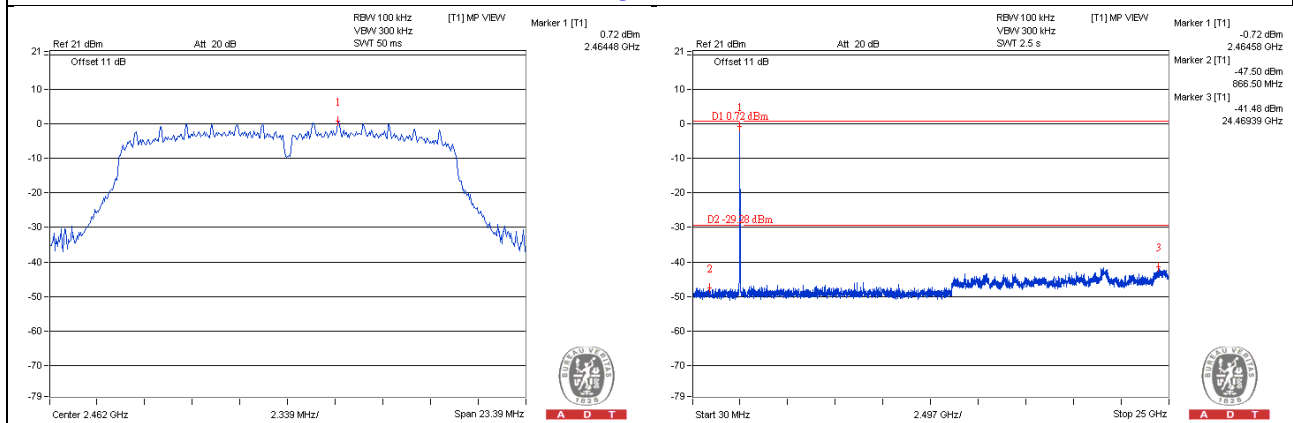 RBW 100 kHz
VBW 300 kHz
SWT 50 ms
[T1] MP VIEW
Ref 21 dBm
Att 20 dB
Offset 11 dB
Marker 1 [T1]
0.72 dBm
2.46448 GHz
21
10
0
-10
-20
-30
-40
-50
-60
-70
-79
1
Center 2.462 GHz
2.339 MHz/
Span 23.39 MHz
BUREAU VERITAS
1828
A D T
RBW 100 kHz
VBW 300 kHz
SWT 2.5 s
[T1] MP VIEW
Ref 21 dBm
Att 20 dB
Offset 11 dB
Marker 1 [T1]
-0.72 dBm
2.46458 GHz
Marker 2 [T1]
-47.50 dBm
866.50 MHz
Marker 3 [T1]
-41.48 dBm
24.46939 GHz
21
10
0
-10
-20
-30
-40
-50
-60
-70
-79
1
D1 0.72 dBm
D2 -29.28 dBm
2
3
Start 30 MHz
2.497 GHz/
Stop 25 GHz
BUREAU VERITAS
1828
A D T